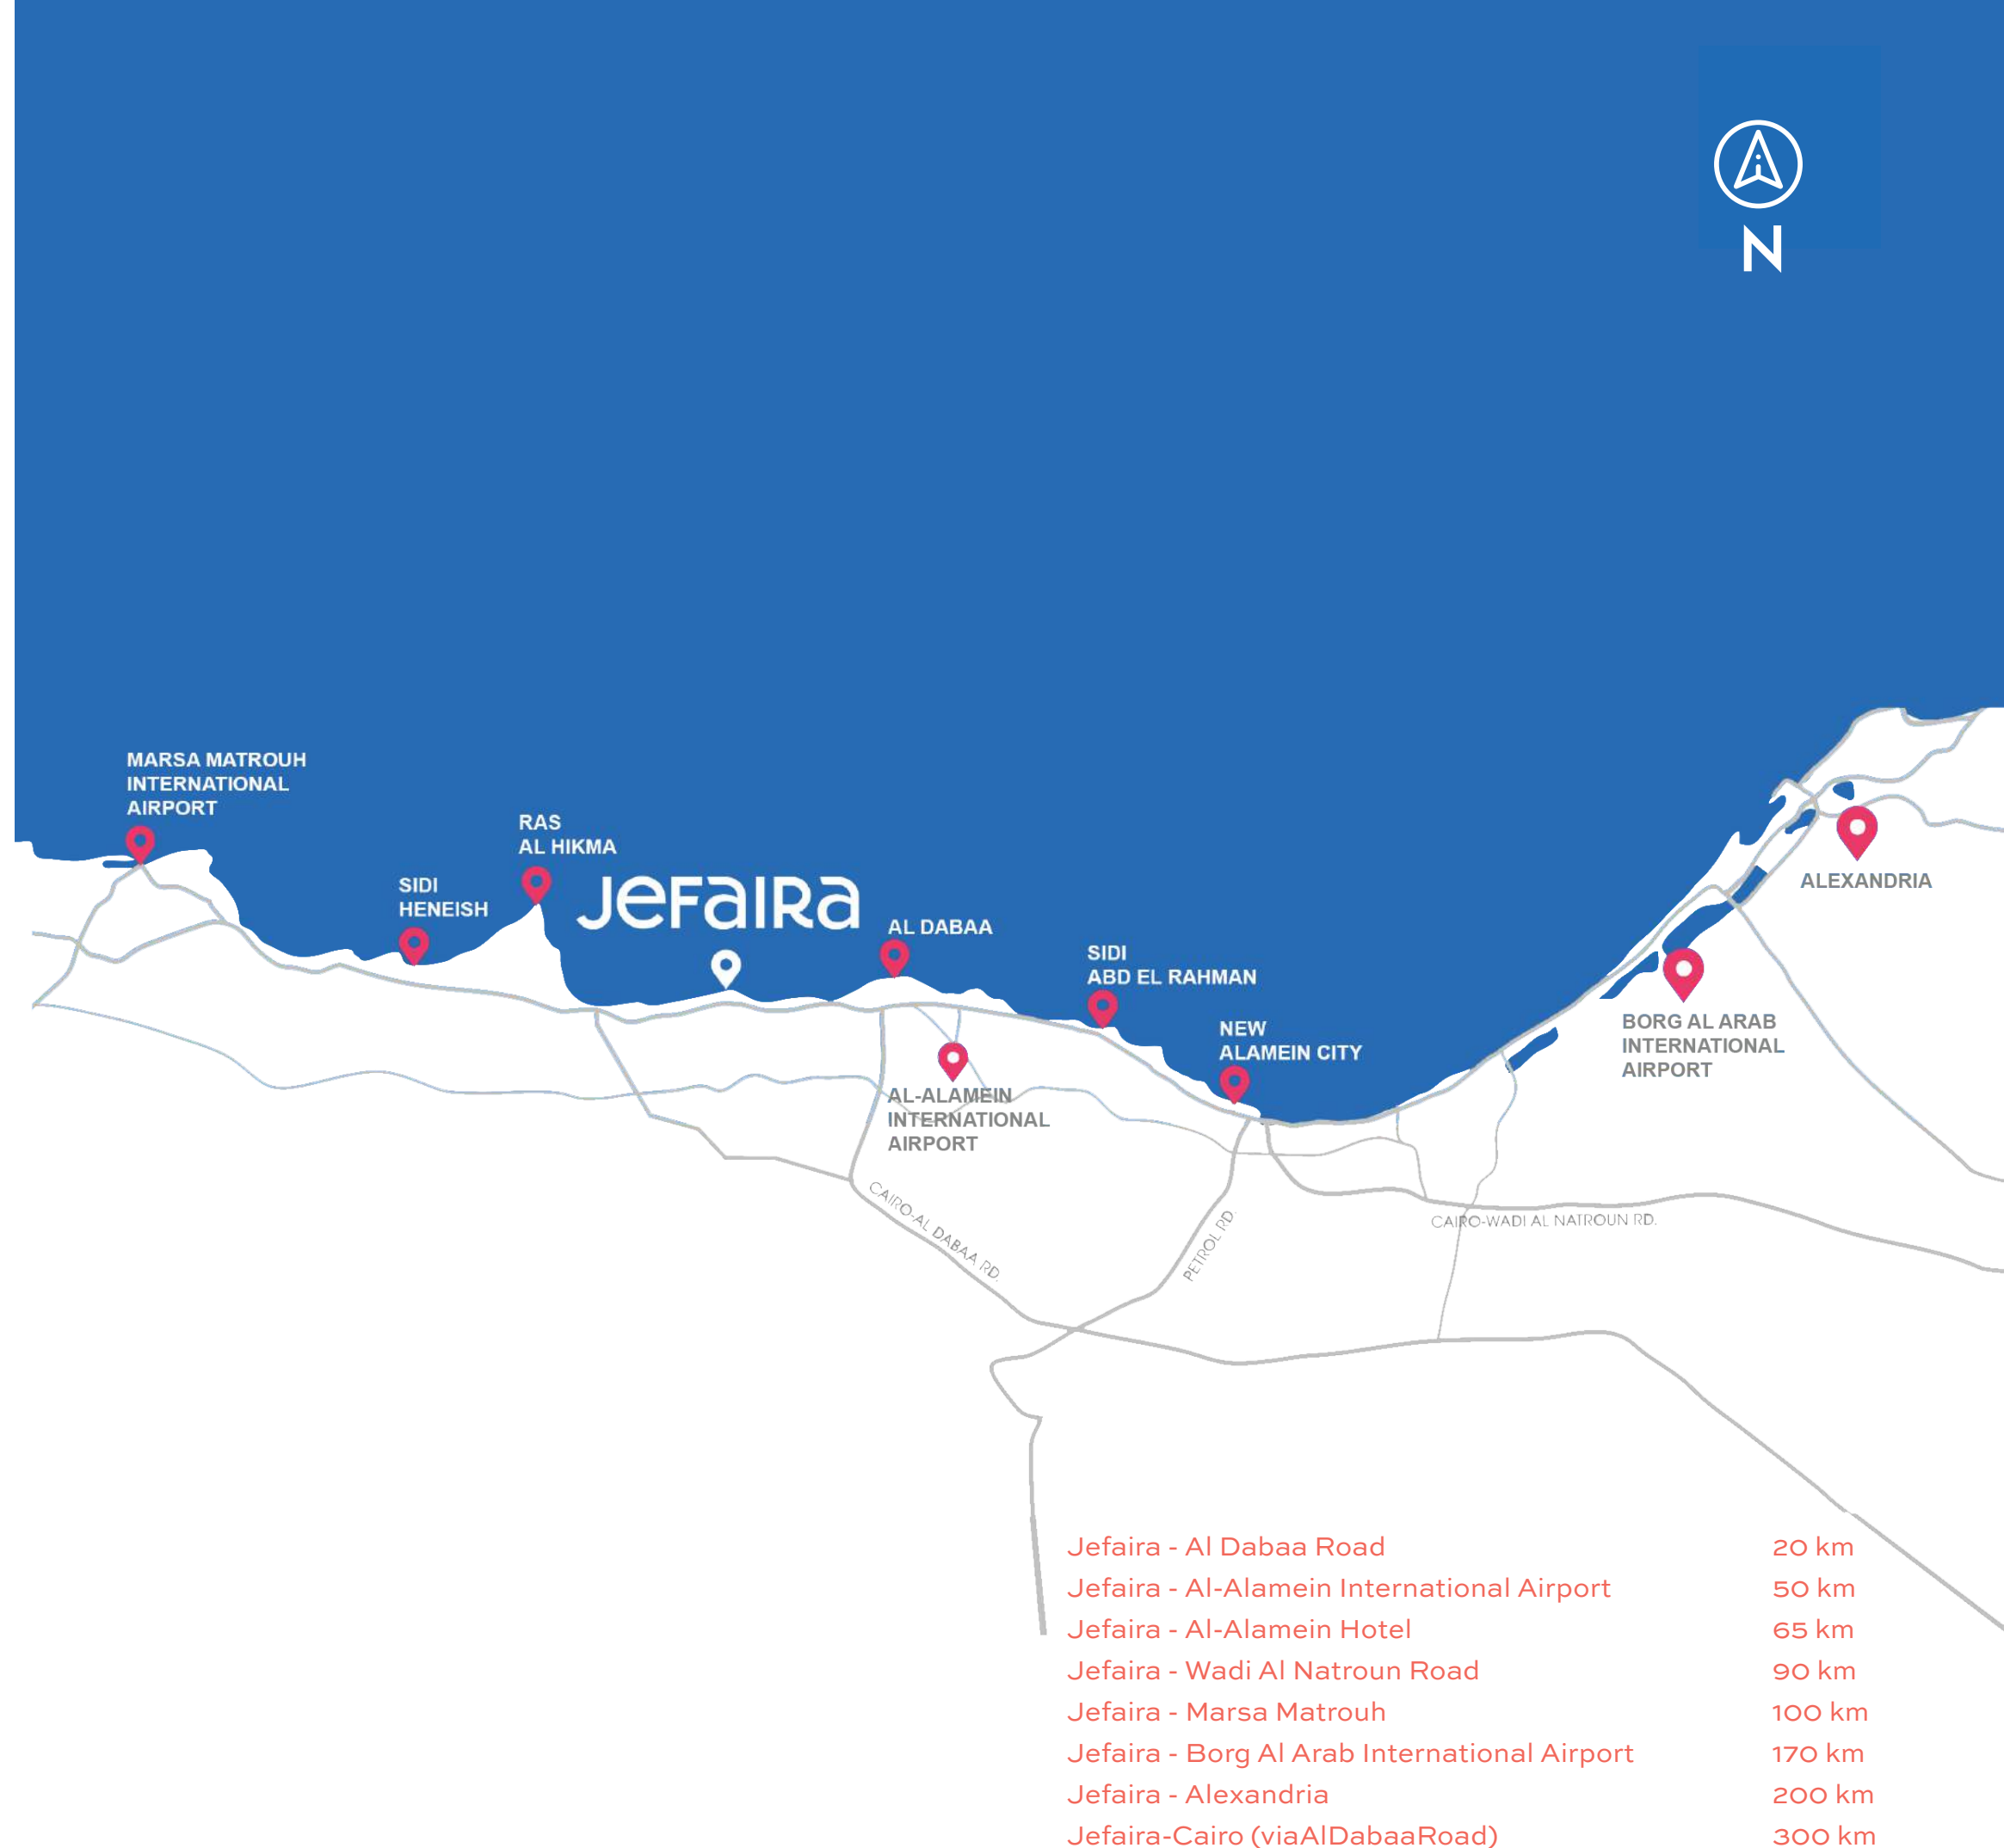 N
MARSA MATROUH
INTERNATIONAL
AIRPORT
RAS
AL HIKMA
SIDI
HENEISH
JeFaiRa
AL DABAA
SIDI
ABD EL RAHMAN
NEW
ALAMEIN CITY
ALEXANDRIA
BORG AL ARAB
INTERNATIONAL
AIRPORT
AL-ALAMEIN
INTERNATIONAL
AIRPORT
CAIRO-AL DABAA RD.
PETROL RD.
CAIRO-WADI AL NATROUN RD.
Jefaira - Al Dabaa Road 20 km
Jefaira - Al-Alamein International Airport 50 km
Jefaira - Al-Alamein Hotel 65 km
Jefaira - Wadi Al Natroun Road 90 km
Jefaira - Marsa Matrouh 100 km
Jefaira - Borg Al Arab International Airport 170 km
Jefaira - Alexandria 200 km
Jefaira-Cairo (viaAlDabaaRoad) 300 km